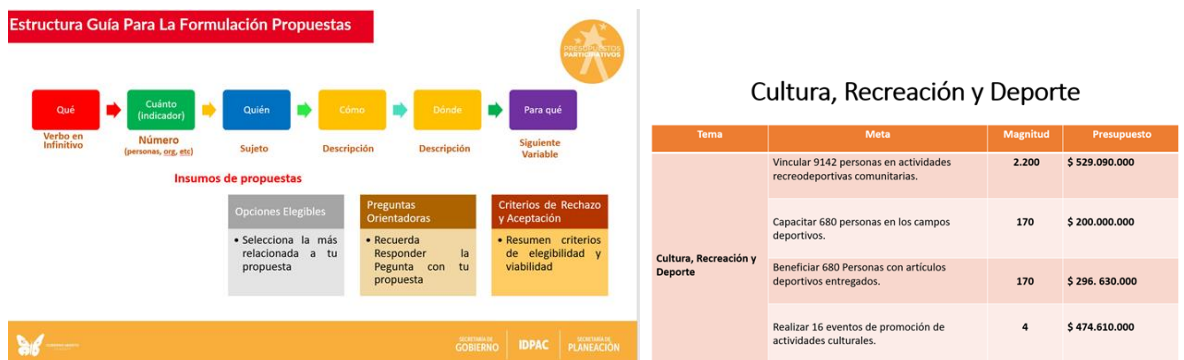 Estructura Guía Para La Formulación Propuestas
PRESUPUESTOS
PARTICIPATIVOS
Qué
Cuánto
(indicador)
Quién
Cómo
Dónde
Para qué
Verbo en
Infinitivo
Número
(personas, org, etc)
Sujeto
Descripción
Descripción
Siguiente
Variable
Insumos de propuestas
Opciones Elegibles
• Selecciona la más
relacionada a tu
propuesta
Preguntas
Orientadoras
• Recuerda
Responder la
Pegunta con tu
propuesta
Criterios de Rechazo
y Aceptación
• Resumen criterios
de elegibilidad y
viabilidad
SECRETARÍA DE
GOBIERNO
IDPAC
SECRETARÍA DE
PLANEACIÓN
Cultura, Recreación y Deporte
Tema Meta Magnitud Presupuesto
Cultura, Recreación y
Deporte
Vincular 9142 personas en actividades
recreodeportivas comunitarias.
2.200 $ 529.090.000
Capacitar 680 personas en los campos
deportivos.
170 $ 200.000.000
Beneficiar 680 Personas con artículos
deportivos entregados.
170 $ 296. 630.000
Realizar 16 eventos de promoción de
actividades culturales.
4 $ 474.610.000